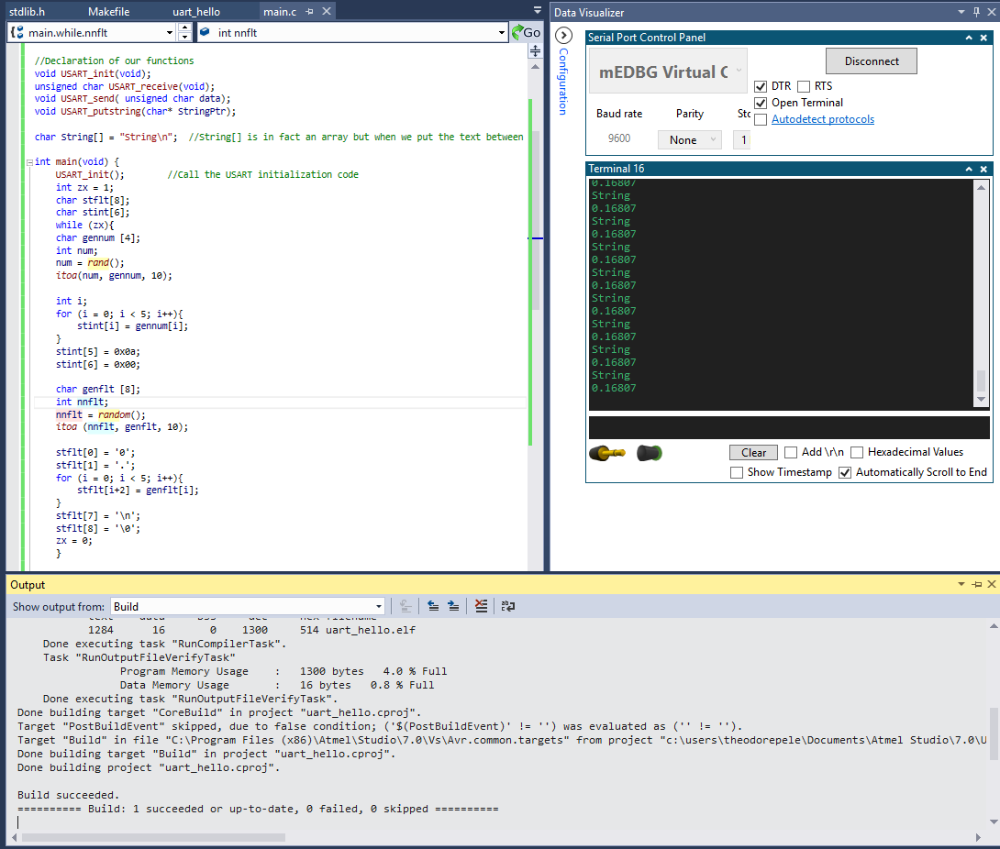 stdlib.h Makefile uart_hello main.c
main.while.nnflt int nnflt Go
//Declaration of our functions
void USART_init(void);
unsigned char USART_receive(void);
void USART_send( unsigned char data);
void USART_putstring(char* StringPtr);
char String[] = "String\n";  //String[] is in fact an array but when we put the text between
int main(void) {
USART_init();        //Call the USART initialization code
int zx = 1;
char stflt[8];
char stint[6];
while (zx){
char gennum [4];
int num;
num = rand();
itoa(num, gennum, 10);
int i;
for (i = 0; i < 5; i++){
stint[i] = gennum[i];
}
stint[5] = 0x0a;
stint[6] = 0x00;
char genflt [8];
int nnflt;
nnflt = random();
itoa (nnflt, genflt, 10);
stflt[0] = '0';
stflt[1] = '.';
for (i = 0; i < 5; i++){
stflt[i+2] = genflt[i];
}
stflt[7] = '\n';
stflt[8] = '\0';
zx = 0;
}
Data Visualizer
Configuration
Serial Port Control Panel
mEDBG Virtual C
Disconnect
DTR RTS
Open Terminal
Autodetect protocols
Baud rate Parity Sto
9600 None 1
Terminal 16
0.16807
String
0.16807
String
0.16807
String
0.16807
String
0.16807
String
0.16807
String
0.16807
String
0.16807
String
0.16807
Clear Add \r\n Hexadecimal Values
Show Timestamp Automatically Scroll to End
Output
Show output from: Build
text data bss dec hex filename
1284 16 0 1300 514 uart_hello.elf
Done executing task "RunCompilerTask".
Task "RunOutputFileVerifyTask"
Program Memory Usage : 1300 bytes 4.0 % Full
Data Memory Usage : 16 bytes 0.8 % Full
Done executing task "RunOutputFileVerifyTask".
Done building target "CoreBuild" in project "uart_hello.cproj".
Target "PostBuildEvent" skipped, due to false condition; ('$(PostBuildEvent)' != '') was evaluated as ('' != '').
Target "Build" in file "C:\Program Files (x86)\Atmel\Studio\7.0\Vs\Avr.common.targets" from project "c:\users\theodorepele\Documents\Atmel Studio\7.0\U
Done building target "Build" in project "uart_hello.cproj".
Done building project "uart_hello.cproj".
Build succeeded.
========== Build: 1 succeeded or up-to-date, 0 failed, 0 skipped ==========